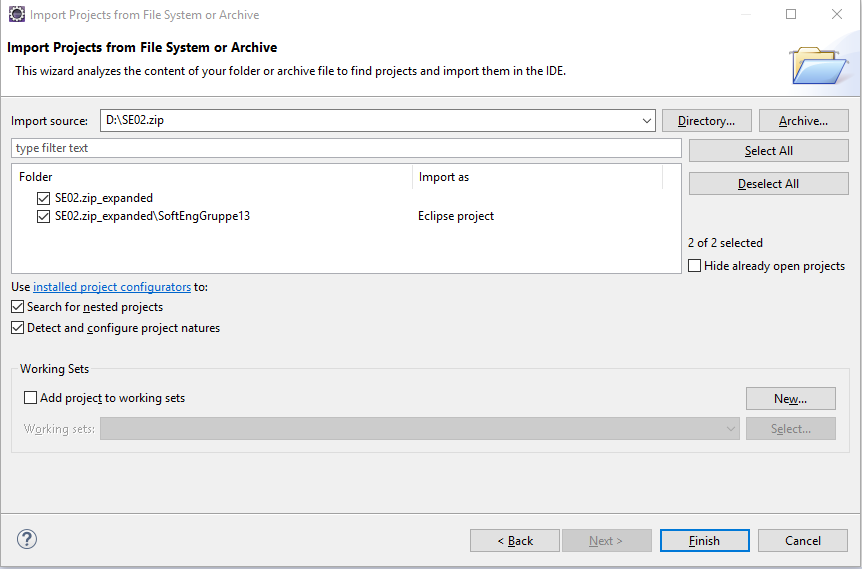 Import Projects from File System or Archive
Import Projects from File System or Archive
This wizard analyzes the content of your folder or archive file to find projects and import them in the IDE.
Import source: D:\SE02.zip Directory... Archive...
type filter text Select All
Folder Import as
Deselect All
SE02.zip_expanded
SE02.zip_expanded\SoftEngGruppe13 Eclipse project
2 of 2 selected
Hide already open projects
Use installed project configurators to:
Search for nested projects
Detect and configure project natures
Working Sets
Add project to working sets New...
Working sets: Select...
? < Back Next > Finish Cancel